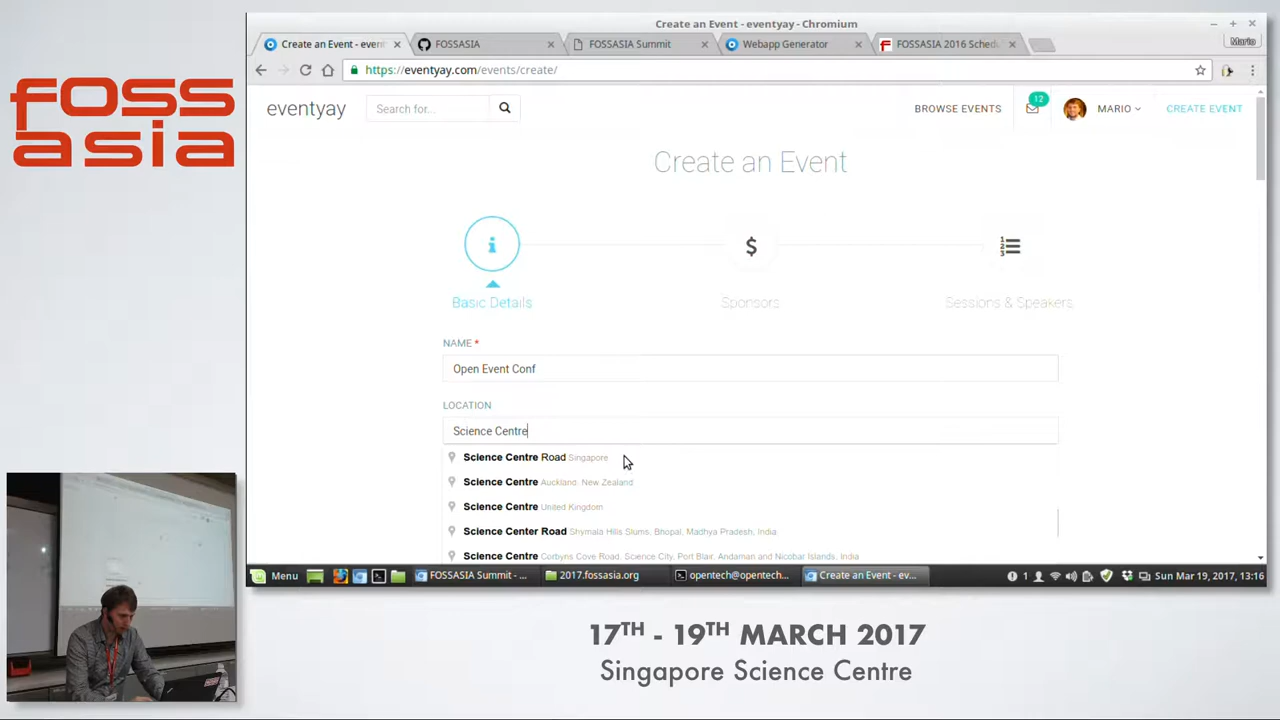 foss
asia
Create an Event - eventyay - Chromium
Create an Event - event
FOSSASIA
FOSSASIA Summit
Webapp Generator
FOSSASIA 2016 Sched
Mario
https://eventyay.com/events/create/
eventyay
Search for...
BROWSE EVENTS
12
MARIO
CREATE EVENT
Create an Event
Basic Details
Sponsors
Sessions & Speakers
NAME *
Open Event Conf
LOCATION
Science Centre
Science Centre Road Singapore
Science Centre Auckland, New Zealand
Science Centre United Kingdom
Science Center Road Shymala Hills Slums, Bhopal, Madhya Pradesh, India
Science Centre Corbyns Cove Road, Science City, Port Blair, Andaman and Nicobar Islands, India
Menu
FOSSASIA Summit - ...
2017.fossasia.org
opentech@opentech...
Create an Event - ev...
1
Sun Mar 19, 2017, 13:16
17TH - 19TH MARCH 2017
Singapore Science Centre